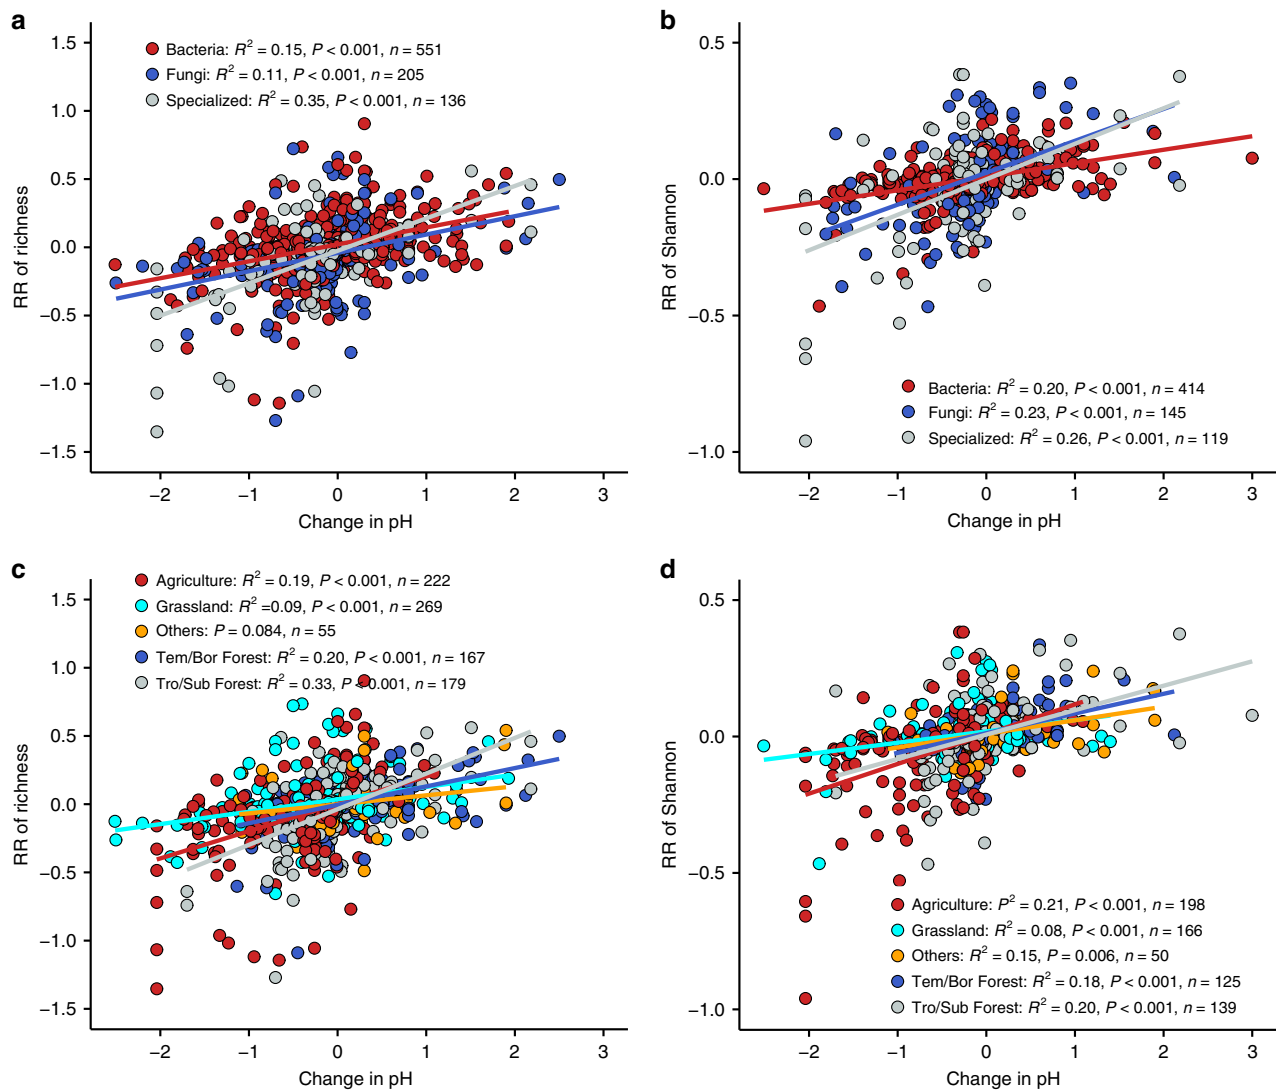 a
1.5
1.0
0.5
0.0
−0.5
−1.0
−1.5
RR of richness
Bacteria: R² = 0.15, P < 0.001, n = 551
Fungi: R² = 0.11, P < 0.001, n = 205
Specialized: R² = 0.35, P < 0.001, n = 136
−2 −1 0 1 2 3
Change in pH
b
0.5
0.0
−0.5
−1.0
RR of Shannon
Bacteria: R² = 0.20, P < 0.001, n = 414
Fungi: R² = 0.23, P < 0.001, n = 145
Specialized: R² = 0.26, P < 0.001, n = 119
−2 −1 0 1 2 3
Change in pH
c
1.5
1.0
0.5
0.0
−0.5
−1.0
−1.5
RR of richness
Agriculture: R² = 0.19, P < 0.001, n = 222
Grassland: R² =0.09, P < 0.001, n = 269
Others: P = 0.084, n = 55
Tem/Bor Forest: R² = 0.20, P < 0.001, n = 167
Tro/Sub Forest: R² = 0.33, P < 0.001, n = 179
−2 −1 0 1 2 3
Change in pH
d
0.5
0.0
−0.5
−1.0
RR of Shannon
Agriculture: P² = 0.21, P < 0.001, n = 198
Grassland: R² = 0.08, P < 0.001, n = 166
Others: R² = 0.15, P = 0.006, n = 50
Tem/Bor Forest: R² = 0.18, P < 0.001, n = 125
Tro/Sub Forest: R² = 0.20, P < 0.001, n = 139
−2 −1 0 1 2 3
Change in pH